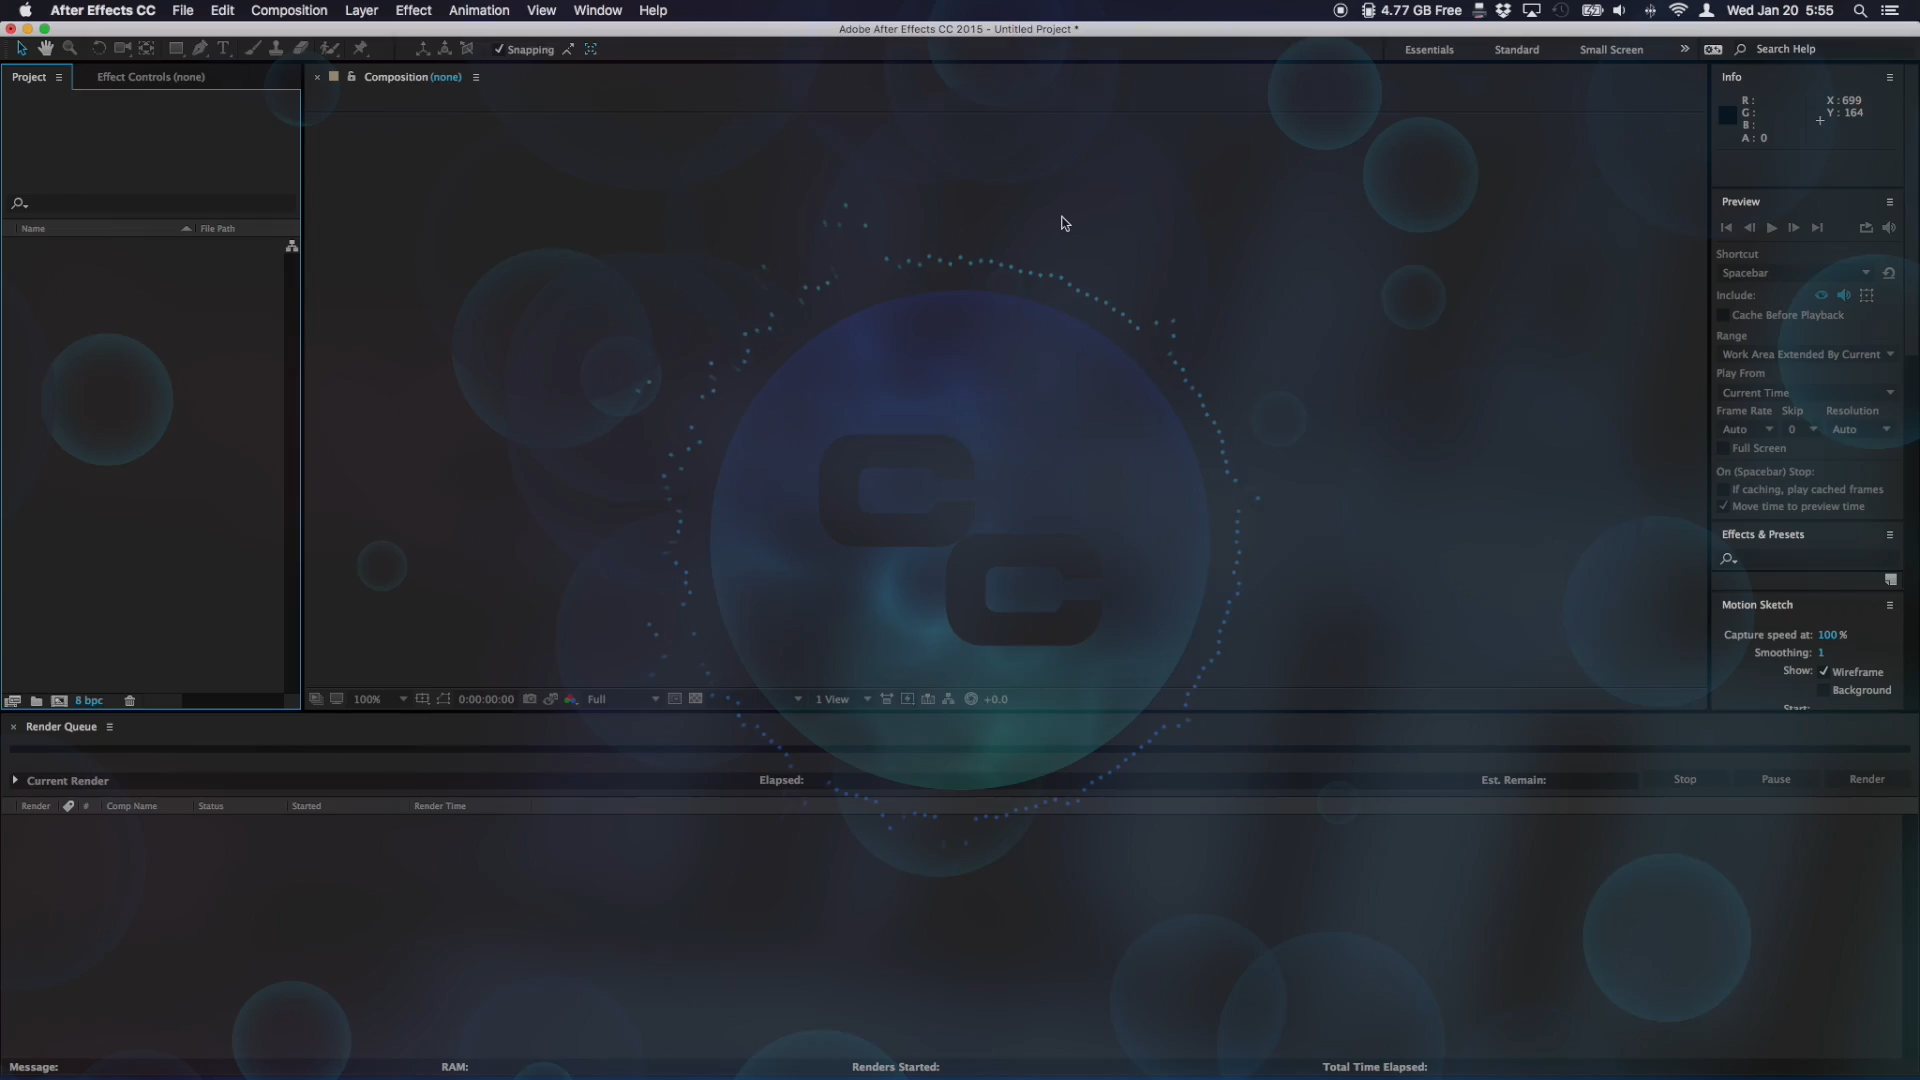 After Effects CC File Edit Composition Layer Effect Animation View Window Help 4.77 GB Free Wed Jan 20 5:55
Adobe After Effects CC 2015 - Untitled Project *
Snapping Essentials Standard Small Screen Search Help
Project Effect Controls (none) Composition (none) Info
R : X : 699
G : Y : 164
B :
A : 0
Preview
Name File Path
Shortcut
Spacebar
Include:
Cache Before Playback
Range
Work Area Extended By Current
Play From
Current Time
Frame Rate Skip Resolution
Auto 0 Auto
Full Screen
On (Spacebar) Stop:
If caching, play cached frames
Move time to preview time
Effects & Presets
C
C
Motion Sketch
Capture speed at: 100 %
Smoothing: 1
Show: Wireframe
Background
Start:
8 bpc 100% 0:00:00:00 Full 1 View +0.0
Render Queue
Current Render Elapsed: Est. Remain: Stop Pause Render
Render # Comp Name Status Started Render Time
Message: RAM: Renders Started: Total Time Elapsed: